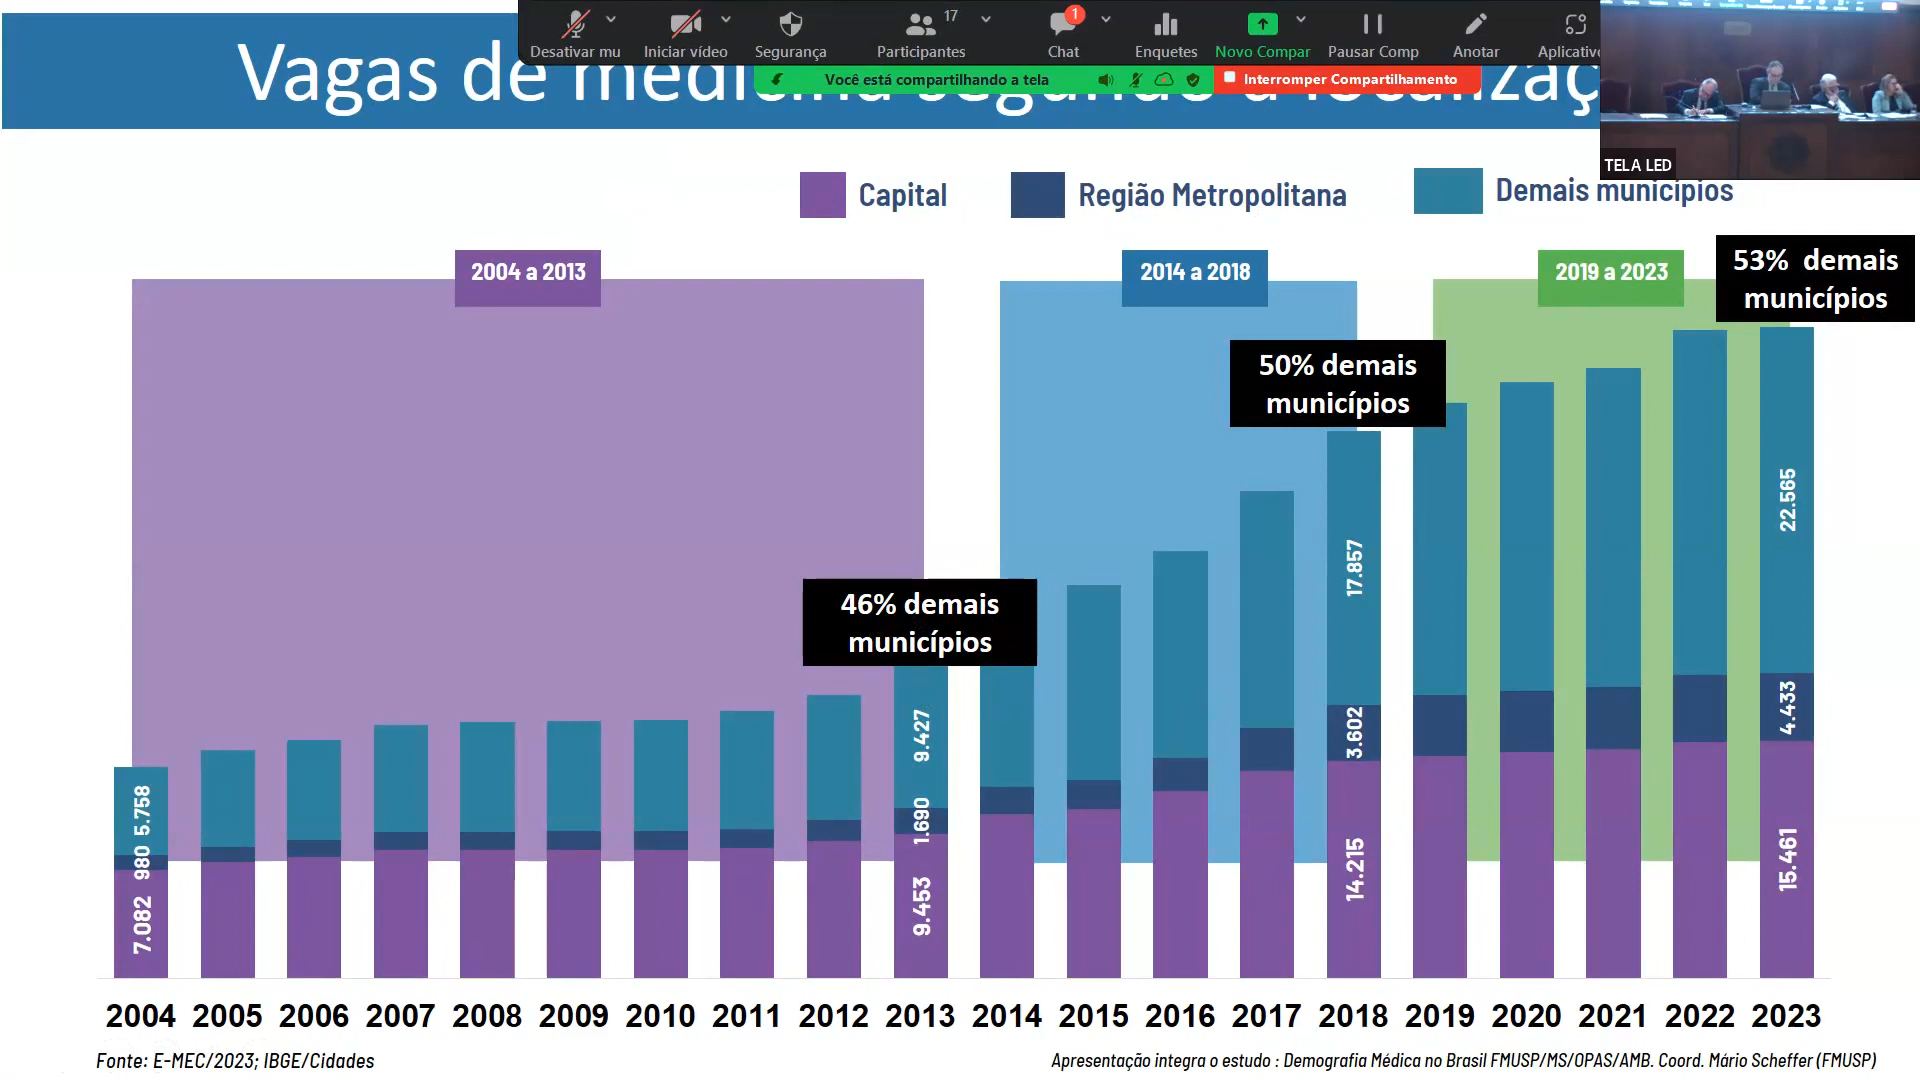 17
1
Desativar mu
Iniciar vídeo
Segurança
Participantes
Chat
Enquetes
Novo Compar
Pausar Comp
Anotar
Aplicativo
Você está compartilhando a tela
Interromper Compartilhamento
Vagas de medicina segundo a localizaç
TELA LED
Capital
Região Metropolitana
Demais municípios
2004 a 2013
2014 a 2018
2019 a 2023
53% demais
municípios
50% demais
municípios
46% demais
municípios
5.758
980
7.082
9.427
1.690
9.453
17.857
3.602
14.215
22.565
4.433
15.461
2004 2005 2006 2007 2008 2009 2010 2011 2012 2013 2014 2015 2016 2017 2018 2019 2020 2021 2022 2023
Fonte: E-MEC/2023; IBGE/Cidades
Apresentação integra o estudo : Demografia Médica no Brasil FMUSP/MS/OPAS/AMB. Coord. Mário Scheffer (FMUSP)